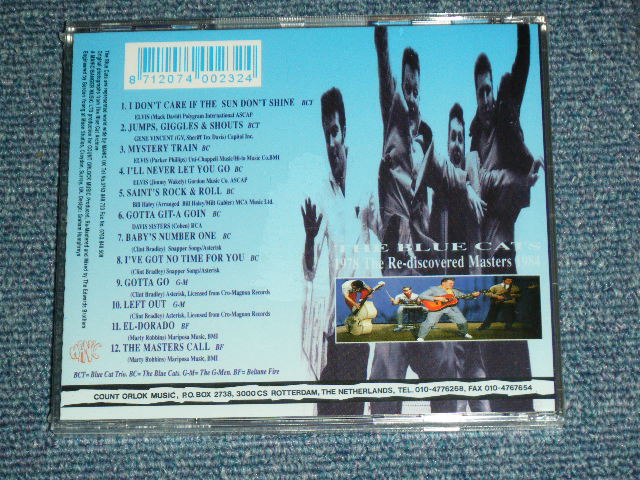 8 712074 002324
1. I DON'T CARE IF THE SUN DON'T SHINE BCT
ELVIS (Mack David) Polygram International ASCAP
2. JUMPS, GIGGLES & SHOUTS BCT
GENE VINCENT (GV, Sheriff Tex Davis) Capitol Inc.
3. MYSTERY TRAIN BC
ELVIS (Parker Phillips) Uni-Chappell Music/Hi-lo Music Co.BMI
4. I'LL NEVER LET YOU GO BC
ELVIS (Jimmy Wakely) Gordon Music Co. ASCAP
5. SAINT'S ROCK & ROLL BC
Bill Haley (Arranged Bill Haley/Milt Gabler) MCA Music Ltd.
6. GOTTA GIT-A GOIN BC
DAVIS SISTERS (Cohen) RCA
7. BABY'S NUMBER ONE BC
(Clint Bradley) Snapper Songs/Asterisk
8. I'VE GOT NO TIME FOR YOU BC
(Clint Bradley) Snapper Songs/Asterisk
9. GOTTA GO G-M
(Clint Bradley) Asterisk, Licensed from Cro-Magnon Records
10. LEFT OUT G-M
(Clint BRadley) Asterisk, Licensed from Cro-Magnon Records
11. EL-DORADO BF
(Marty Robbins) Mariposa Music, BMI
12. THE MASTERS CALL BF
(Marty Robbins) Mariposa Music, BMI
BCT= Blue Cat Trio. BC= The Blue Cats. G-M= The G-Men. BF= Beltane Fire
THE BLUE CATS
1978 The Re-discovered Masters 1984
COUNT ORLOK MUSIC, P.O. BOX 2738, 3000 CS ROTTERDAM, THE NETHERLANDS, TEL. 010-4776268, FAX 010-4767654